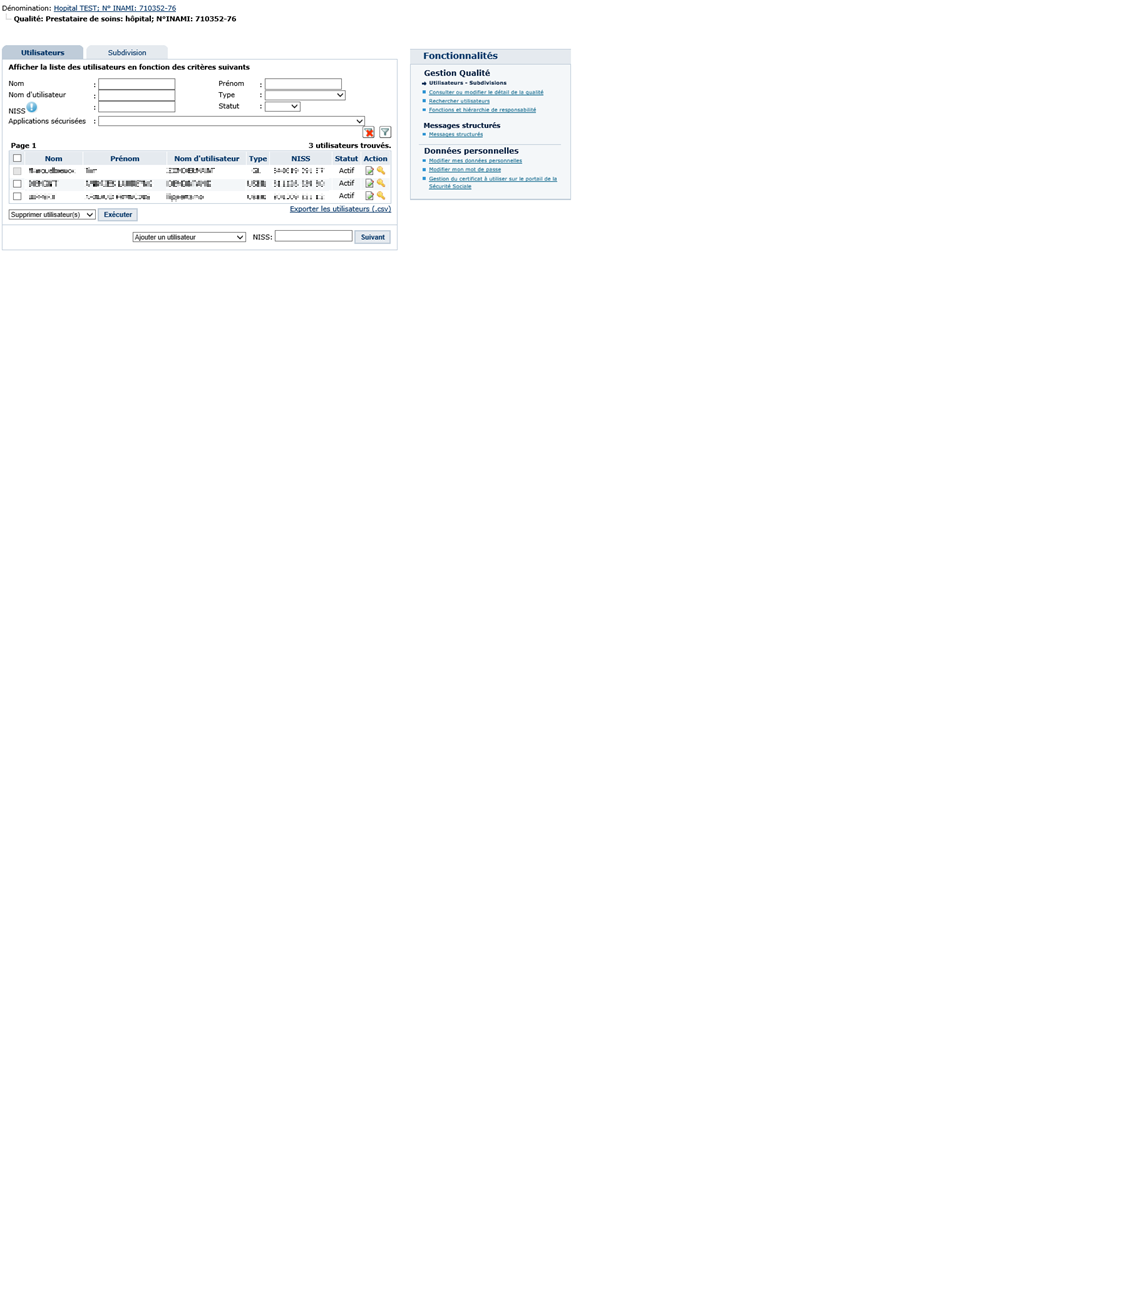 Dénomination: Hopital TEST; N° INAMI: 710352-76
Qualité: Prestataire de soins: hôpital; N°INAMI: 710352-76
Utilisateurs Subdivision
Afficher la liste des utilisateurs en fonction des critères suivants
Nom : Prénom :
Nom d'utilisateur : Type :
NISS : Statut :
Applications sécurisées :
Page 1 3 utilisateurs trouvés.
Nom Prénom Nom d'utilisateur Type NISS Statut Action
Actif
Actif
Actif
Supprimer utilisateur(s) Exécuter Exporter les utilisateurs (.csv)
Ajouter un utilisateur NISS: Suivant
Fonctionnalités
Gestion Qualité
Utilisateurs - Subdivisions
Consulter ou modifier le détail de la qualité
Rechercher utilisateurs
Fonctions et hiérarchie de responsabilité
Messages structurés
Messages structurés
Données personnelles
Modifier mes données personnelles
Modifier mon mot de passe
Gestion du certificat à utiliser sur le portail de la
Sécurité Sociale